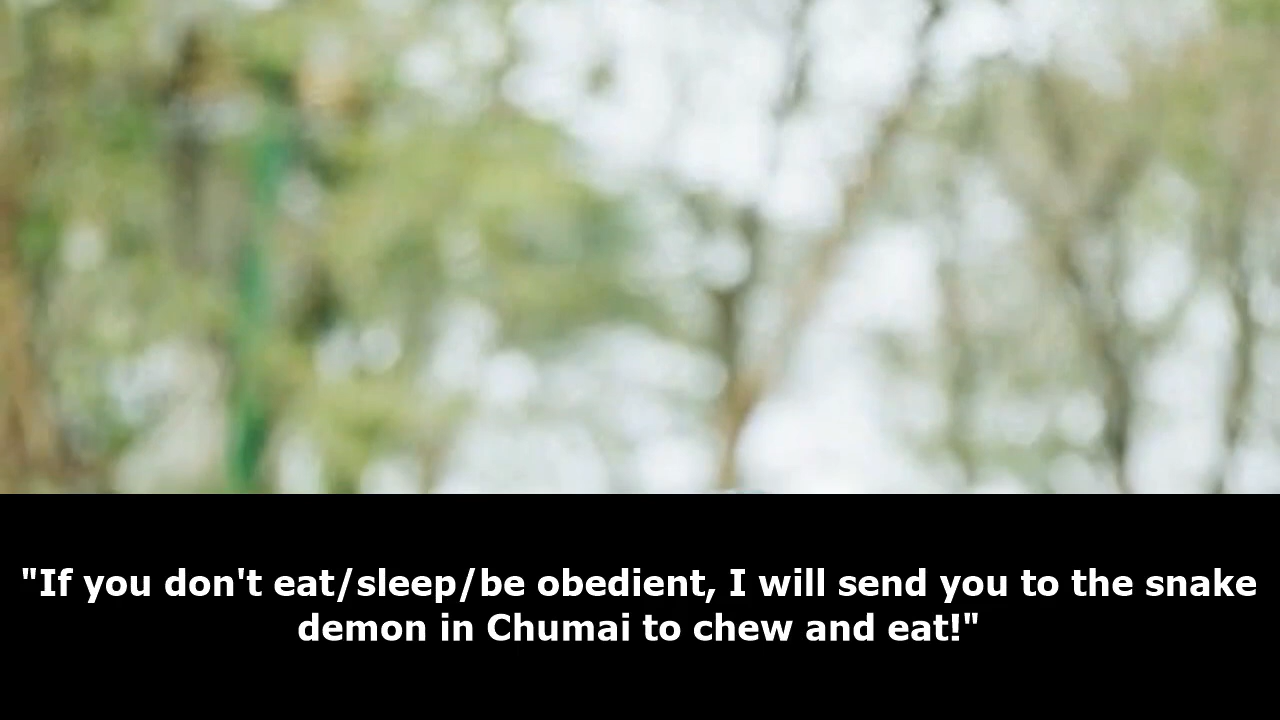 "If you don't eat/sleep/be obedient, I will send you to the snake
demon in Chumai to chew and eat!"